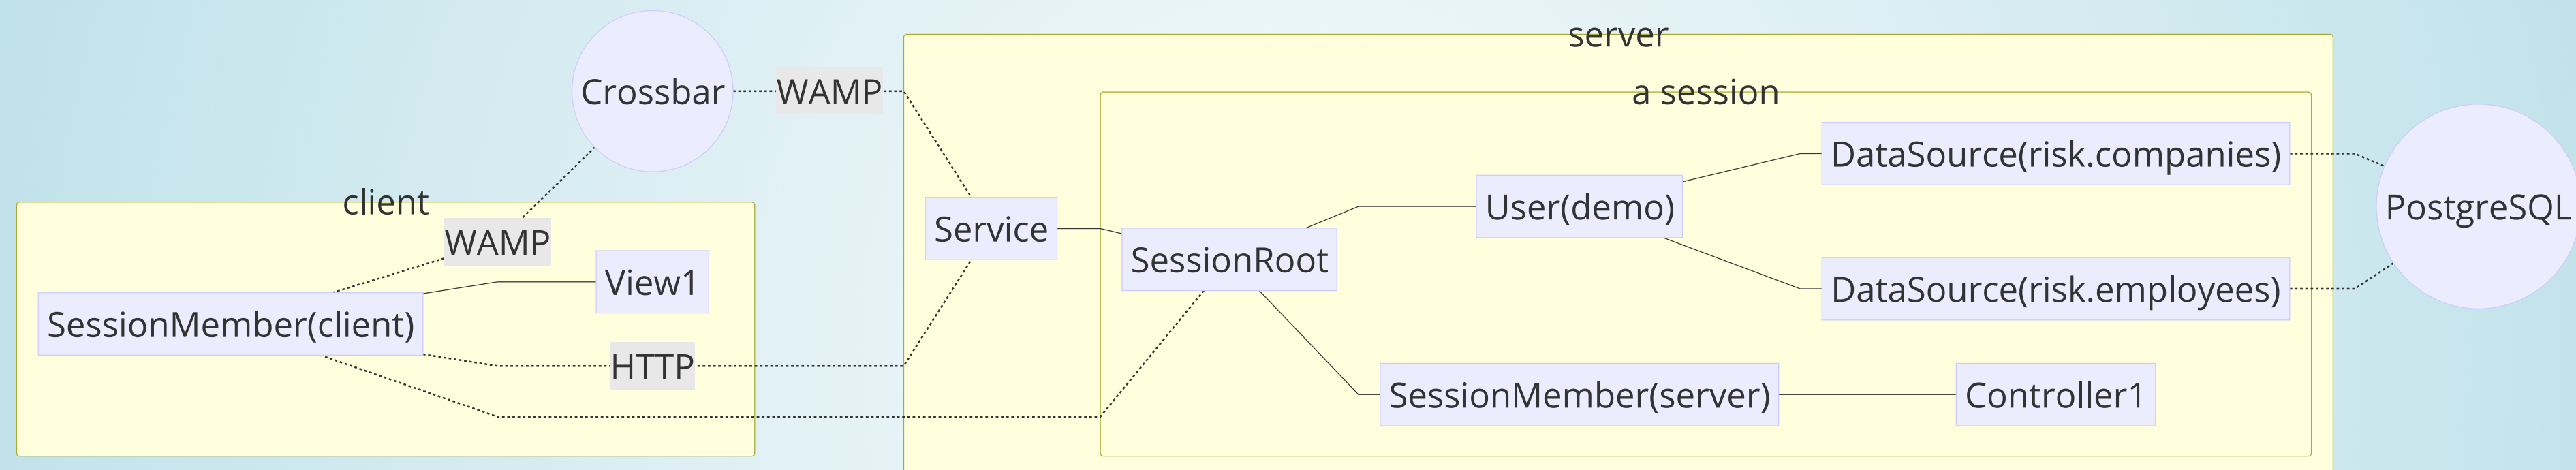 server
Crossbar
WAMP
a session
DataSource(risk.companies)
client
User(demo)
PostgreSQL
WAMP
Service
View1
SessionRoot
DataSource(risk.employees)
SessionMember(client)
HTTP
SessionMember(server)
Controller1